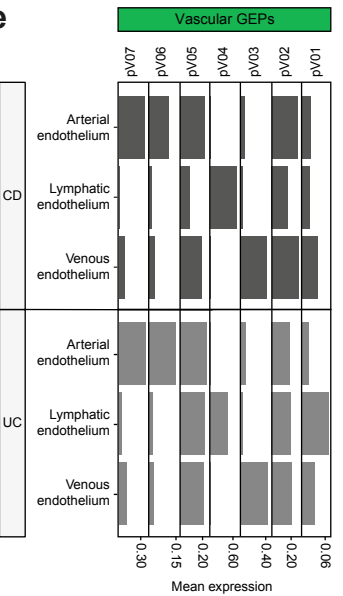 e
Vascular GEPs
pV07
pV06
pV05
pV04
pV03
pV02
pV01
CD
Arterial
endothelium
Lymphatic
endothelium
Venous
endothelium
UC
Arterial
endothelium
Lymphatic
endothelium
Venous
endothelium
0.30
0.15
0.20
0.60
0.40
0.20
0.06
Mean expression